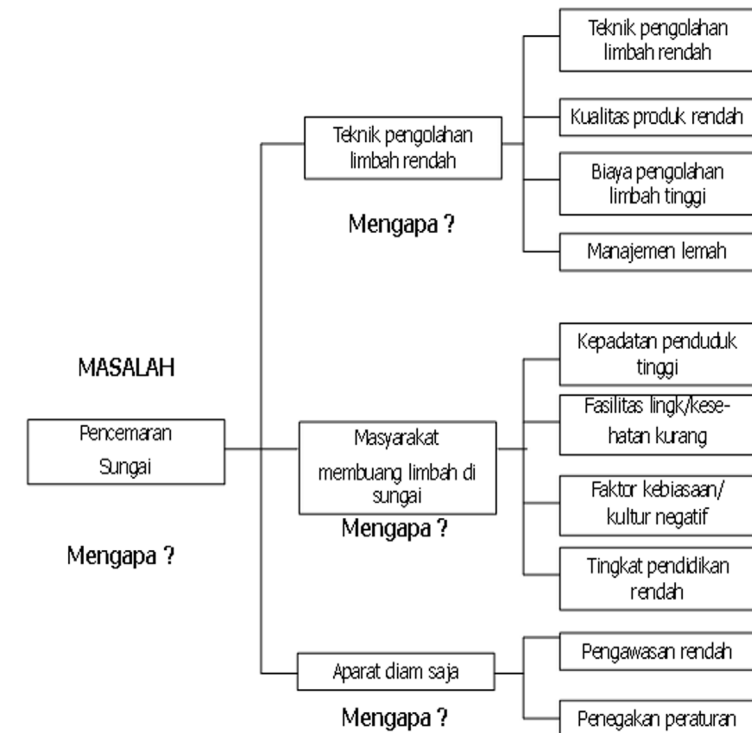 MASALAH
Pencemaran
Sungai
Mengapa ?
Teknik pengolahan
limbah rendah
Mengapa ?
Teknik pengolahan
limbah rendah
Kualitas produk rendah
Biaya pengolahan
limbah tinggi
Manajemen lemah
Masyarakat
membuang limbah di
sungai
Mengapa ?
Kepadatan penduduk
tinggi
Fasilitas lingk/kese-
hatan kurang
Faktor kebiasaan/
kultur negatif
Tingkat pendidikan
rendah
Aparat diam saja
Mengapa ?
Pengawasan rendah
Penegakan peraturan